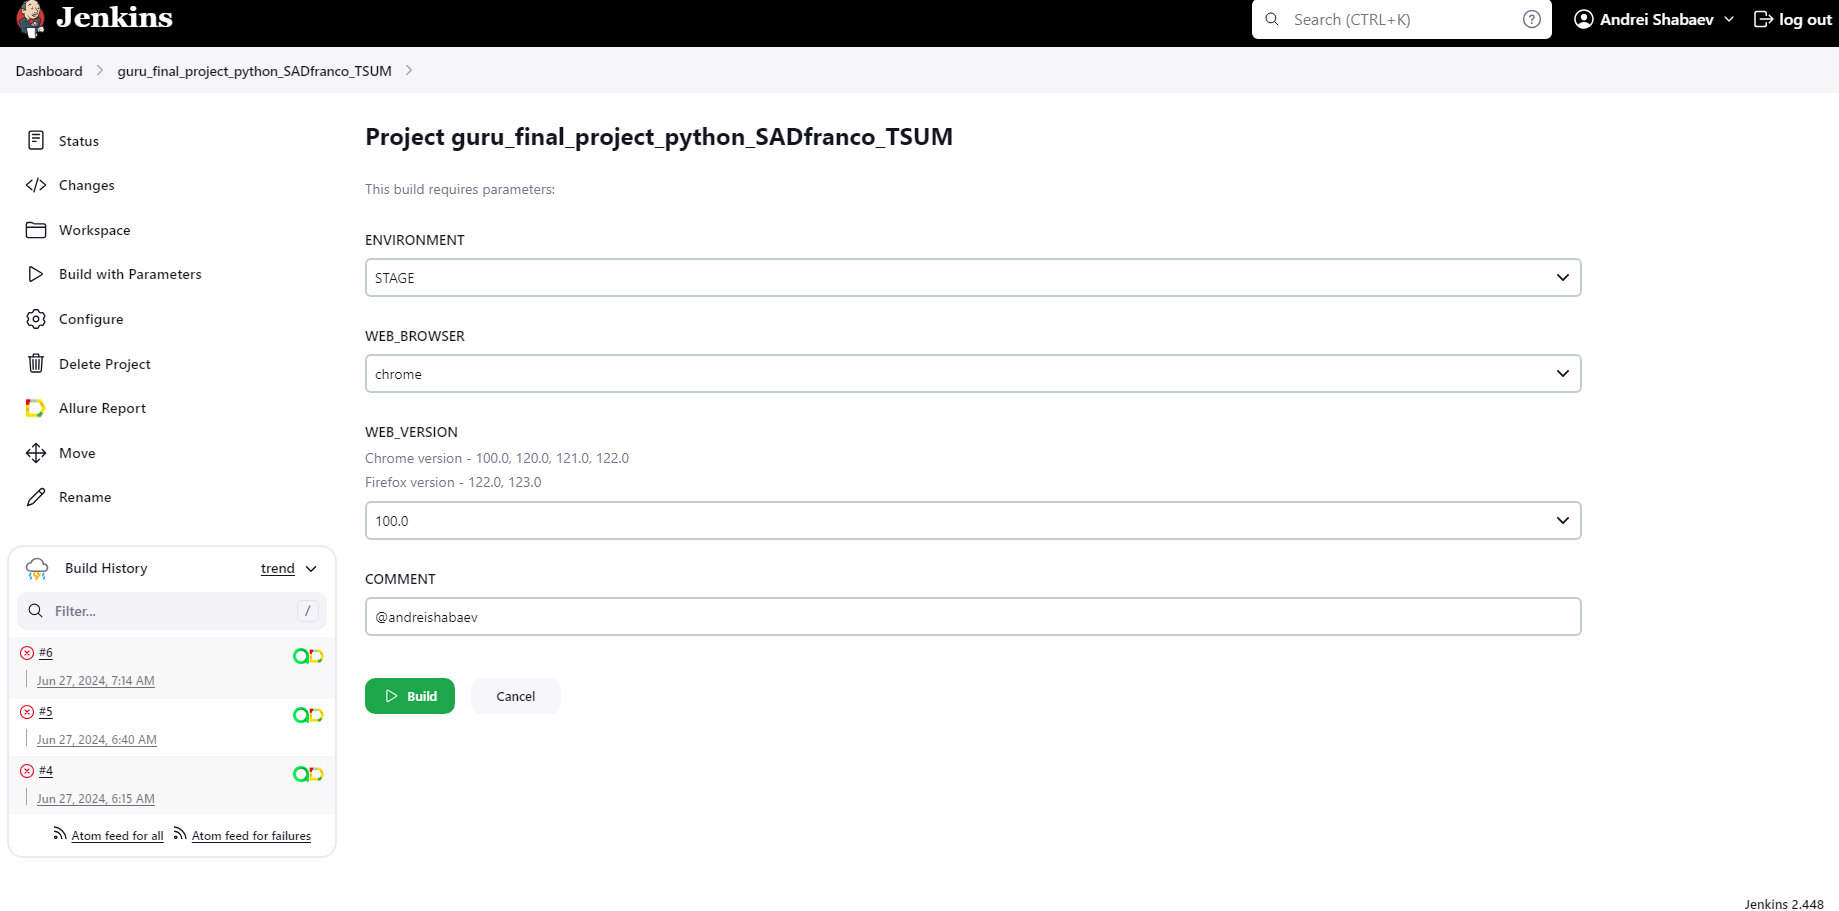 Jenkins
Search (CTRL+K)
?
Andrei Shabaev
log out
Dashboard
guru_final_project_python_SADfranco_TSUM
Status
Changes
Workspace
Build with Parameters
Configure
Delete Project
Allure Report
Move
Rename
Build History
trend
Filter...
/
#6
Jun 27, 2024, 7:14 AM
#5
Jun 27, 2024, 6:40 AM
#4
Jun 27, 2024, 6:15 AM
Atom feed for all
Atom feed for failures
Project guru_final_project_python_SADfranco_TSUM
This build requires parameters:
ENVIRONMENT
STAGE
WEB_BROWSER
chrome
WEB_VERSION
Chrome version - 100.0, 120.0, 121.0, 122.0
Firefox version - 122.0, 123.0
100.0
COMMENT
@andreishabaev
Build
Cancel
Jenkins 2.448